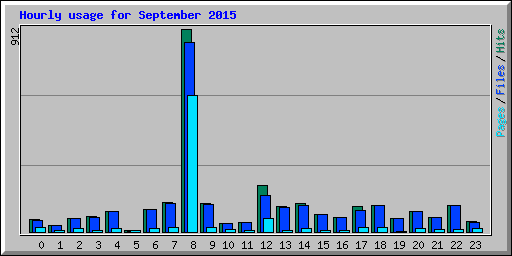 Hourly usage for September 2015
912
Pages/Files/Hits
0 1 2 3 4 5 6 7 8 9 10 11 12 13 14 15 16 17 18 19 20 21 22 23